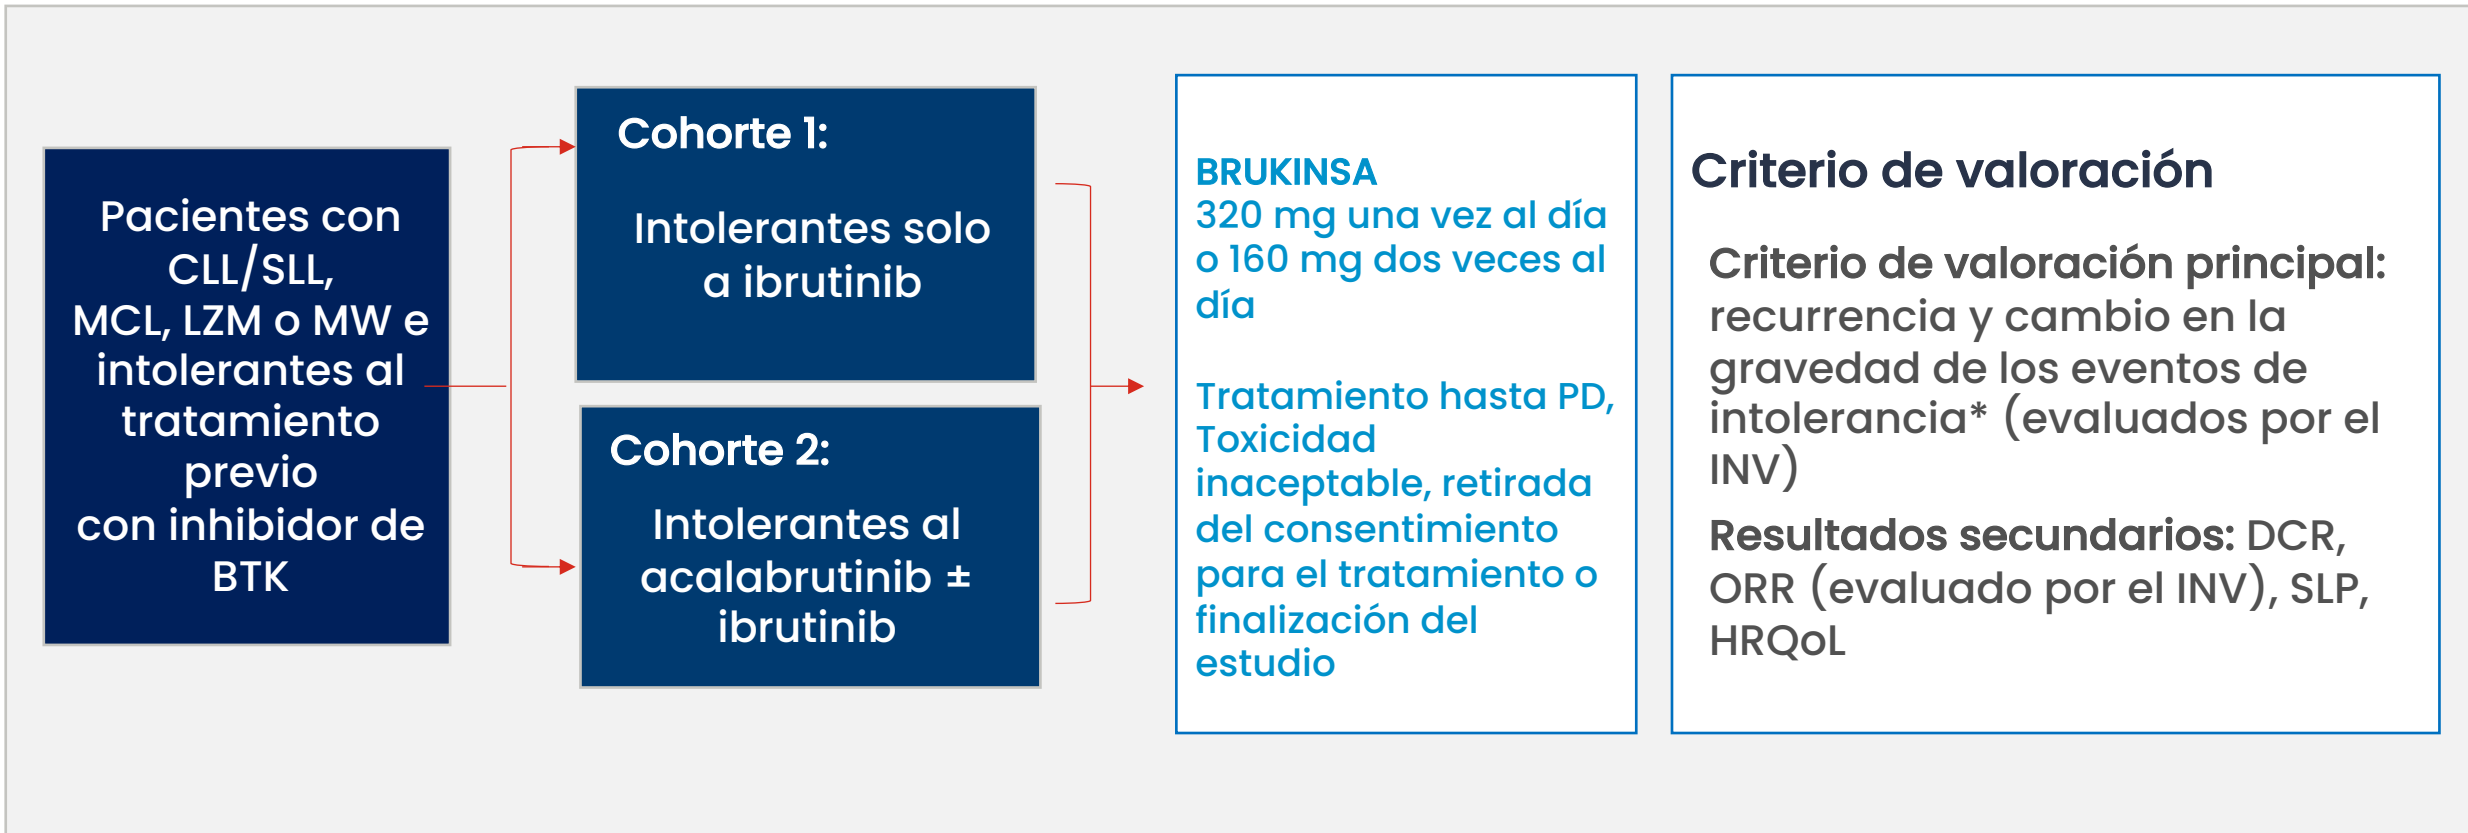 Pacientes con
CLL/SLL,
MCL, LZM o MW e
intolerantes al
tratamiento
previo
con inhibidor de
BTK
Cohorte 1:
Intolerantes solo
a ibrutinib
Cohorte 2:
Intolerantes al
acalabrutinib ±
ibrutinib
BRUKINSA
320 mg una vez al día
o 160 mg dos veces al
día
Tratamiento hasta PD,
Toxicidad
inaceptable, retirada
del consentimiento
para el tratamiento o
finalización del
estudio
Criterio de valoración
Criterio de valoración principal:
recurrencia y cambio en la
gravedad de los eventos de
intolerancia* (evaluados por el
INV)
Resultados secundarios: DCR,
ORR (evaluado por el INV), SLP,
HRQoL